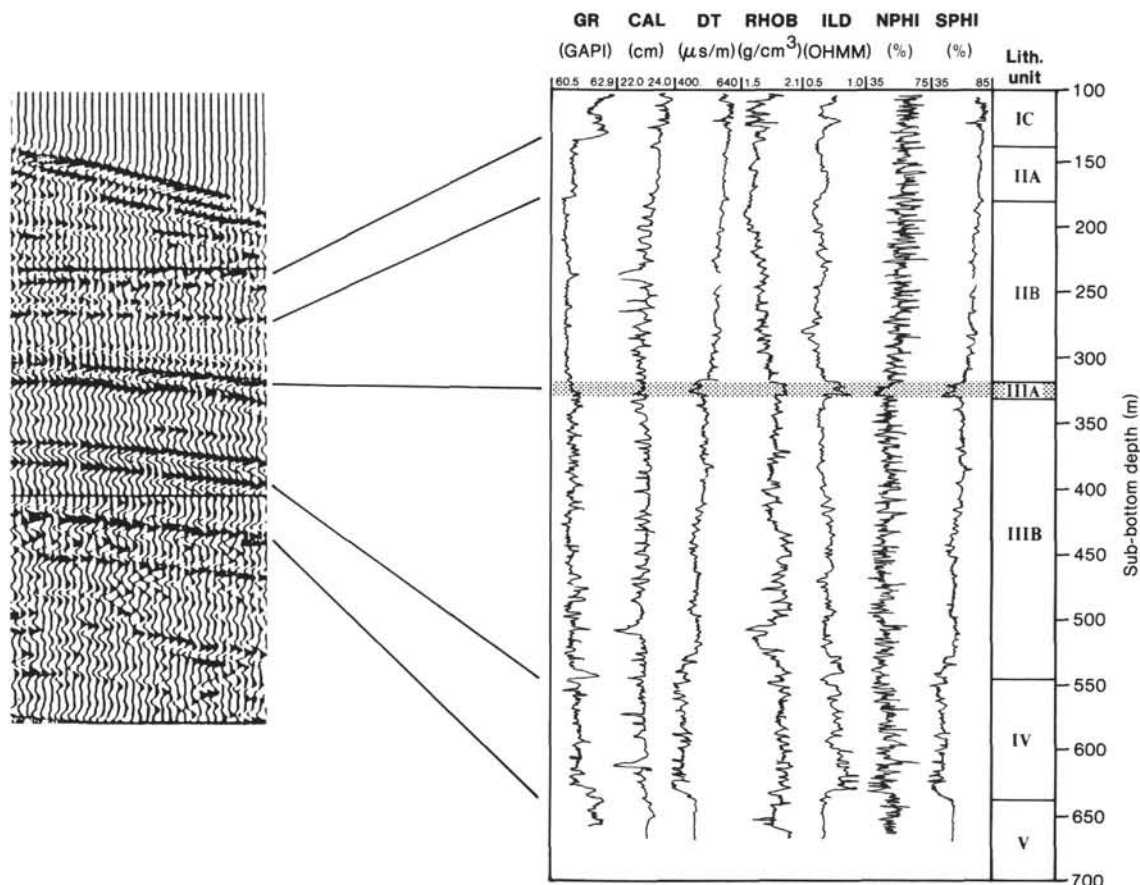 GR CAL DT RHOB ILD NPHI SPHI
(GAPI) (cm) (μs/m) (g/cm³) (OHMM) (%) (%)
Lith.
unit
60.5 62.9 22.0 24.0 400. 640 1.5 2.1 0.5 1.0 35 75 35 85
100
IC
150
IIA
200
IIB
250
300
IIIA
350
400
IIIB
450
500
550
IV
600
650
V
700
Sub-bottom depth (m)